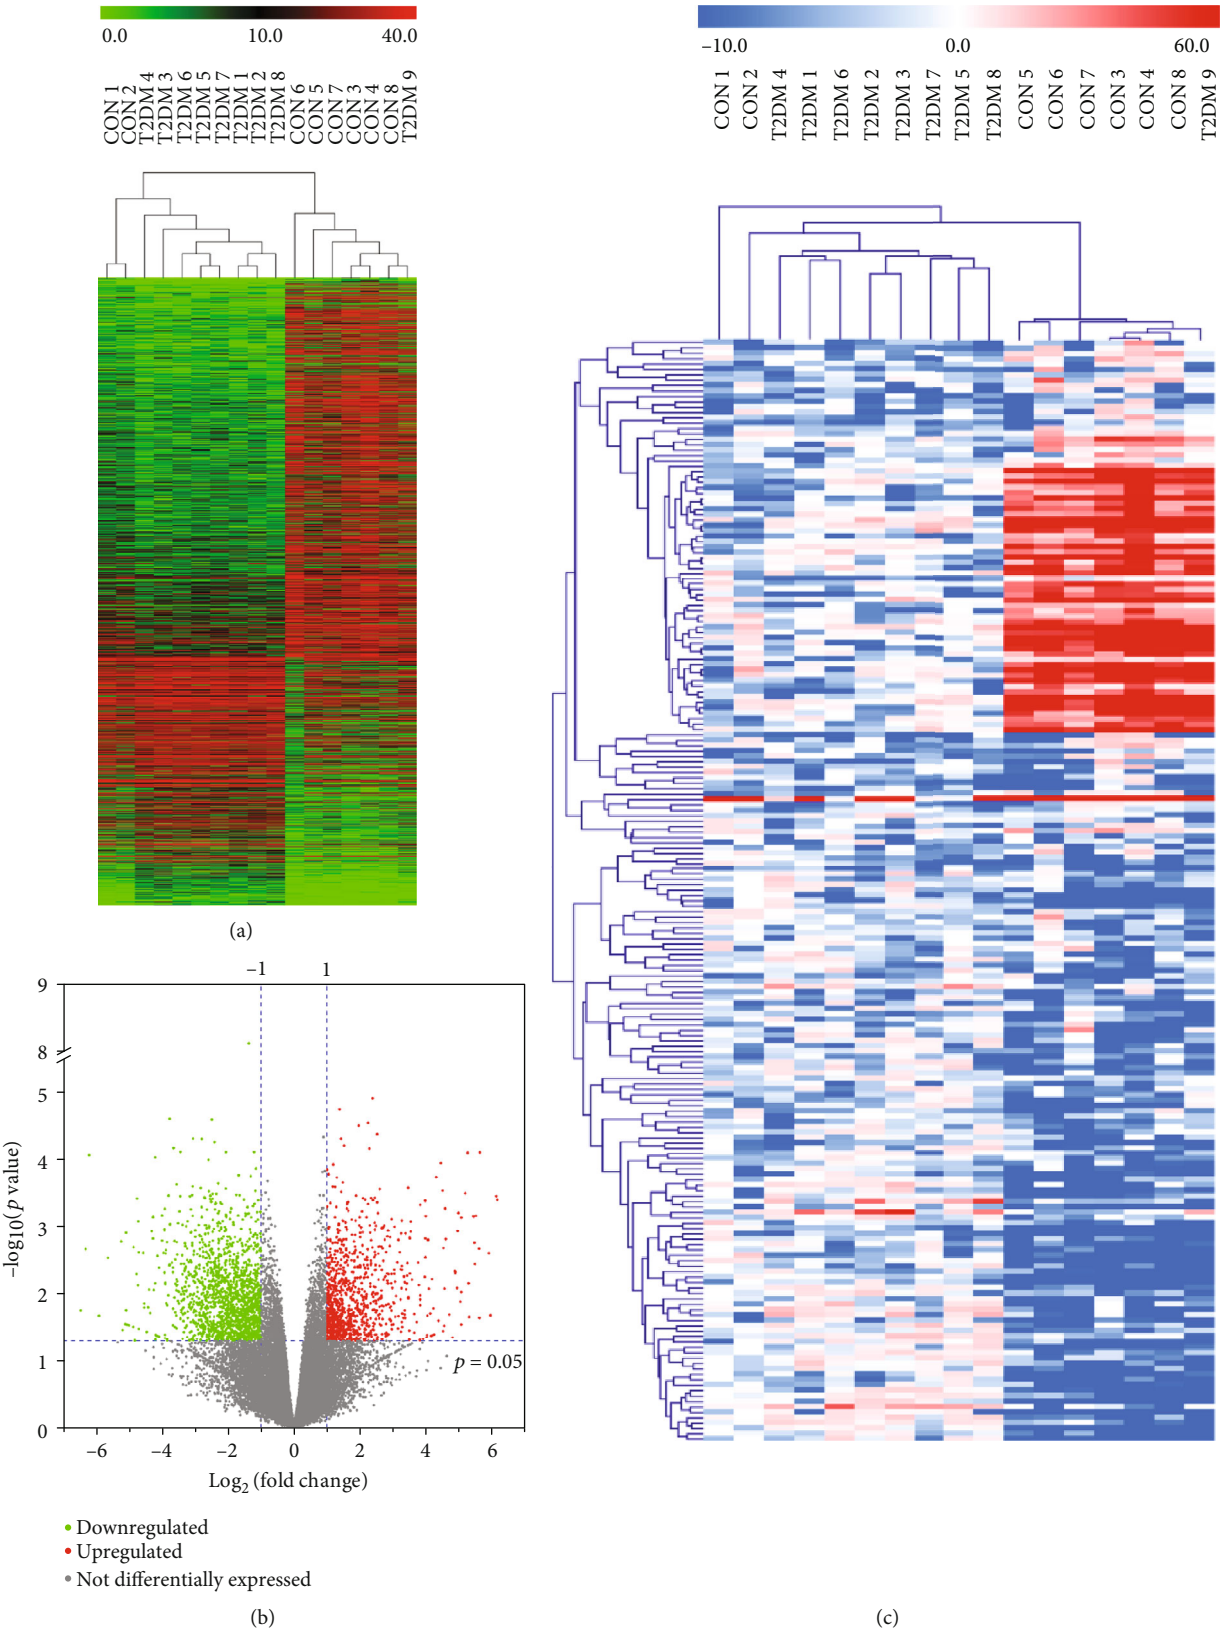 0.0 10.0 40.0
CON 1 CON 2 T2DM 4 T2DM 3 T2DM 6 T2DM 5 T2DM 7 T2DM 1 T2DM 2 T2DM 8 CON 6 CON 5 CON 7 CON 3 CON 4 CON 8 T2DM 9
(a)
−1 1
9
8
5
4
3
2
1
0
−log10(p value)
p = 0.05
−6 −4 −2 0 2 4 6
Log2 (fold change)
Downregulated
Upregulated
Not differentially expressed
(b)
−10.0 0.0 60.0
CON 1 CON 2 T2DM 4 T2DM 1 T2DM 6 T2DM 2 T2DM 3 T2DM 7 T2DM 5 T2DM 8 CON 5 CON 6 CON 7 CON 3 CON 4 CON 8 T2DM 9
(c)